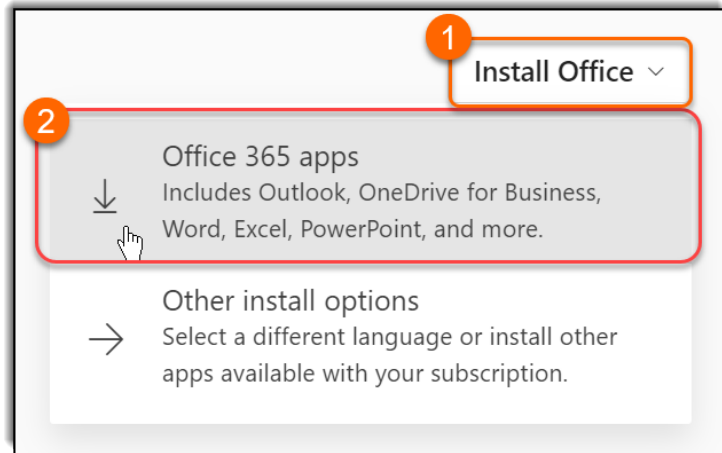 1
Install Office
2
Office 365 apps
Includes Outlook, OneDrive for Business,
Word, Excel, PowerPoint, and more.
Other install options
Select a different language or install other
apps available with your subscription.